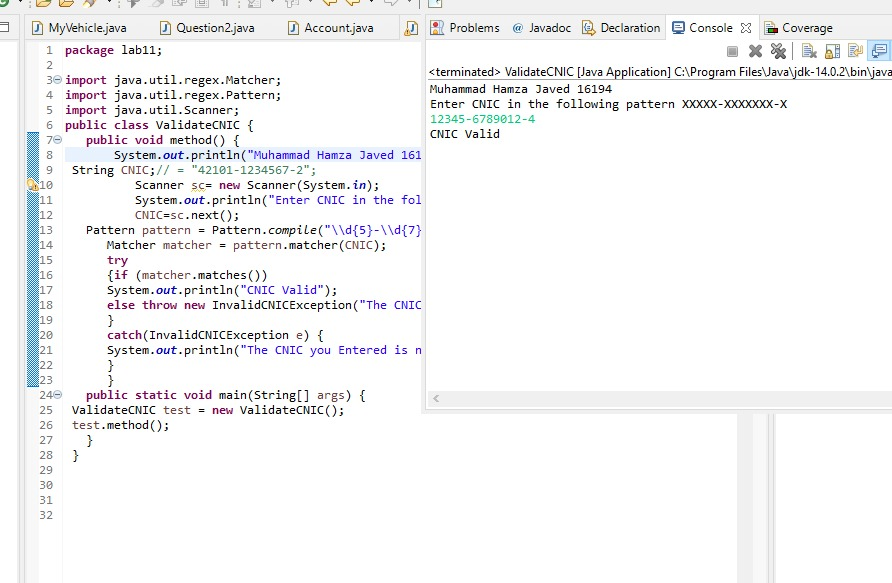 MyVehicle.java Question2.java Account.java
Problems @ Javadoc Declaration Console Coverage
<terminated> ValidateCNIC [Java Application] C:\Program Files\Java\jdk-14.0.2\bin\java
Muhammad Hamza Javed 16194
Enter CNIC in the following pattern XXXXX-XXXXXXX-X
12345-6789012-4
CNIC Valid
1 package lab11;
2
3 import java.util.regex.Matcher;
4 import java.util.regex.Pattern;
5 import java.util.Scanner;
6 public class ValidateCNIC {
7 public void method() {
8 System.out.println("Muhammad Hamza Javed 161
9 String CNIC;// = "42101-1234567-2";
10 Scanner sc= new Scanner(System.in);
11 System.out.println("Enter CNIC in the fol
12 CNIC=sc.next();
13 Pattern pattern = Pattern.compile("\\d{5}-\\d{7}
14 Matcher matcher = pattern.matcher(CNIC);
15 try
16 {if (matcher.matches())
17 System.out.println("CNIC Valid");
18 else throw new InvalidCNICException("The CNIC
19 }
20 catch(InvalidCNICException e) {
21 System.out.println("The CNIC you Entered is n
22 }
23 }
24 public static void main(String[] args) {
25 ValidateCNIC test = new ValidateCNIC();
26 test.method();
27 }
28 }
29
30
31
32